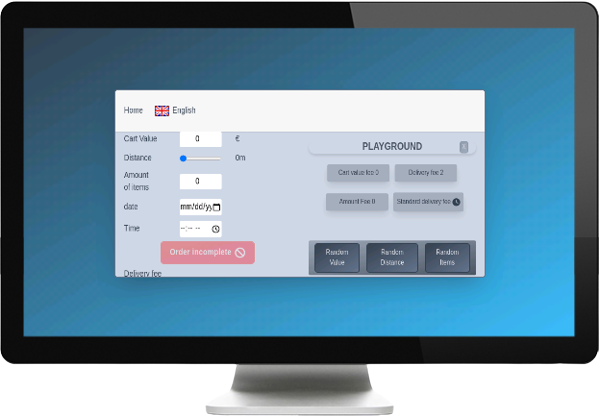 Home English
Cart Value 0 €
Distance 0m
Amount
of items 0
date mm/dd/yy
Time --:-- --
Order incomplete
Delivery fee
PLAYGROUND
Cart value fee 0 Delivery fee 2
Amount Fee 0 Standard delivery fee
Random
Value
Random
Distance
Random
Items